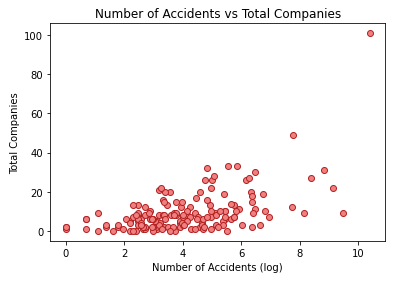 Number of Accidents vs Total Companies
100
80
60
40
20
0
Total Companies
0 2 4 6 8 10
Number of Accidents (log)